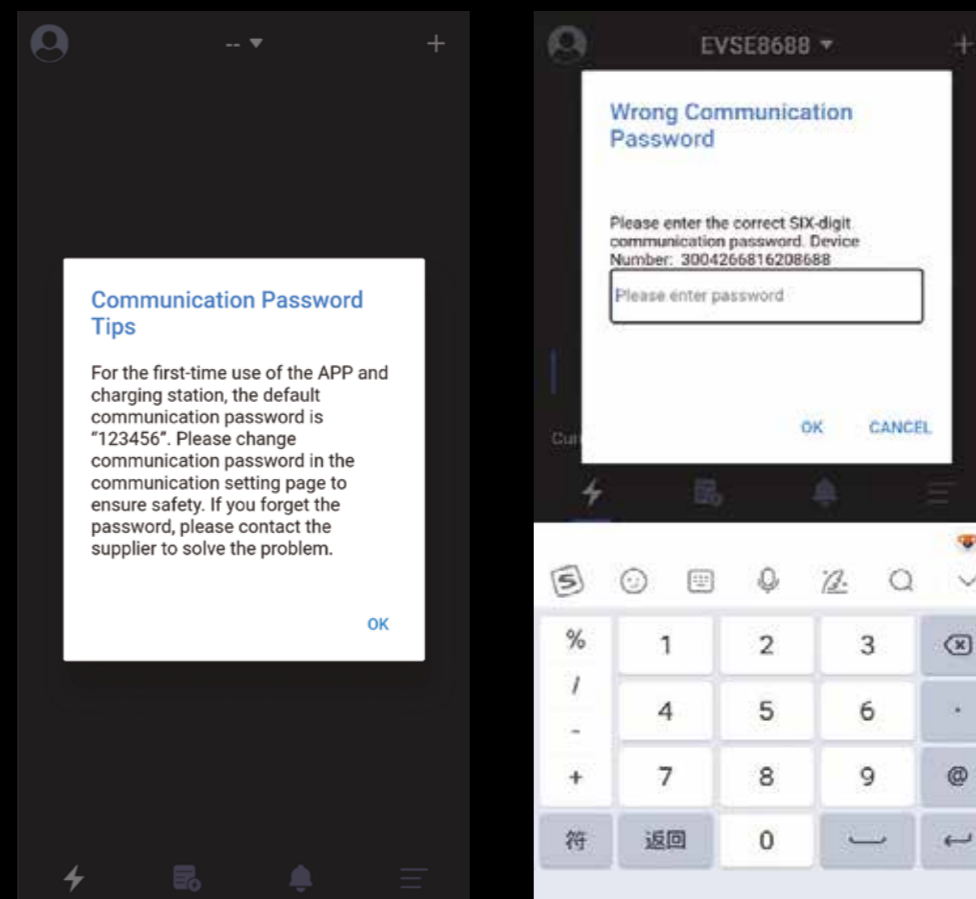 -- ▼
+
Communication Password
Tips
For the first-time use of the APP and
charging station, the default
communication password is
“123456”. Please change
communication password in the
communication setting page to
ensure safety. If you forget the
password, please contact the
supplier to solve the problem.
OK
EVSE8688 ▼
+
Wrong Communication
Password
Please enter the correct SIX-digit
communication password. Device
Number: 3004266816208688
Please enter password
OK CANCEL
Cur
% 1 2 3
/
4 5 6 .
-
+ 7 8 9 @
符 返回 0